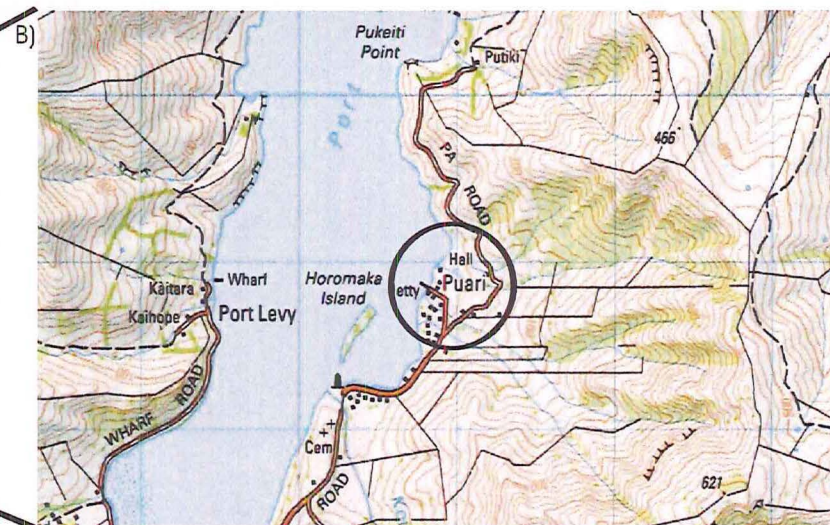 B)
Pukeiti
Point
Putiki
Port
466
PA
ROAD
Hall
Puari
etty
Horomaka
Island
Wharf
Kaitara
Kaihope
Port Levy
WHARF ROAD
Cem
ROAD
621